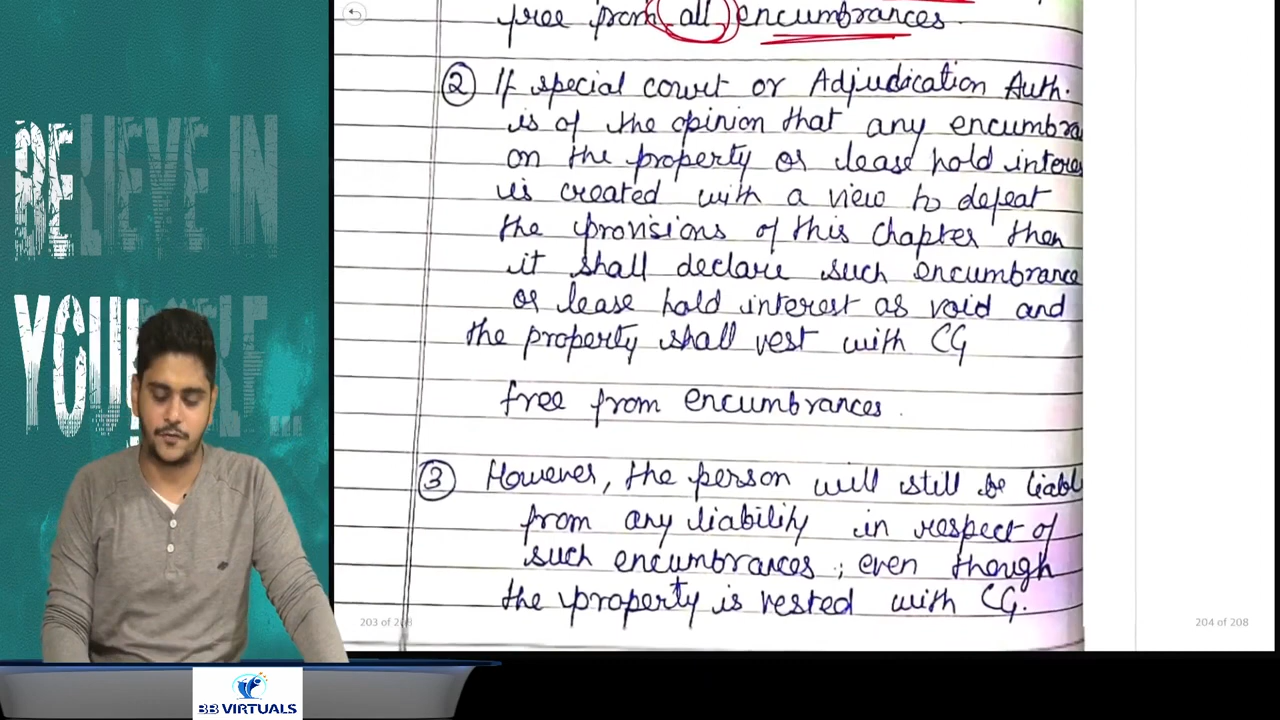 BELIEVE IN
YOURSELF...
free from all encumbrances
② If special court or Adjudication Auth.
is of the opinion that any encumbra
on the property or lease hold interes
is created with a view to defeat
the provisions of this Chapter then
it shall declare such encumbrance
or lease hold interest as void and
the property shall vest with CG
free from encumbrances.
③ However, the person will still be liabl
from any liability in respect of
such encumbrances, even though
the property is vested with CG.
203 of 208
204 of 208
BB VIRTUALS